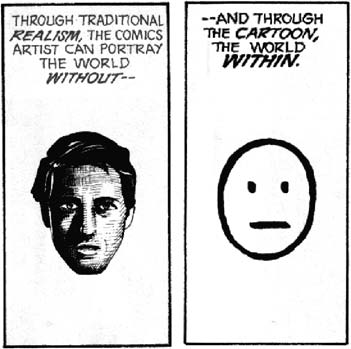 THROUGH TRADITIONAL
REALISM, THE COMICS
ARTIST CAN PORTRAY
THE WORLD
WITHOUT--
--AND THROUGH
THE CARTOON,
THE WORLD
WITHIN.